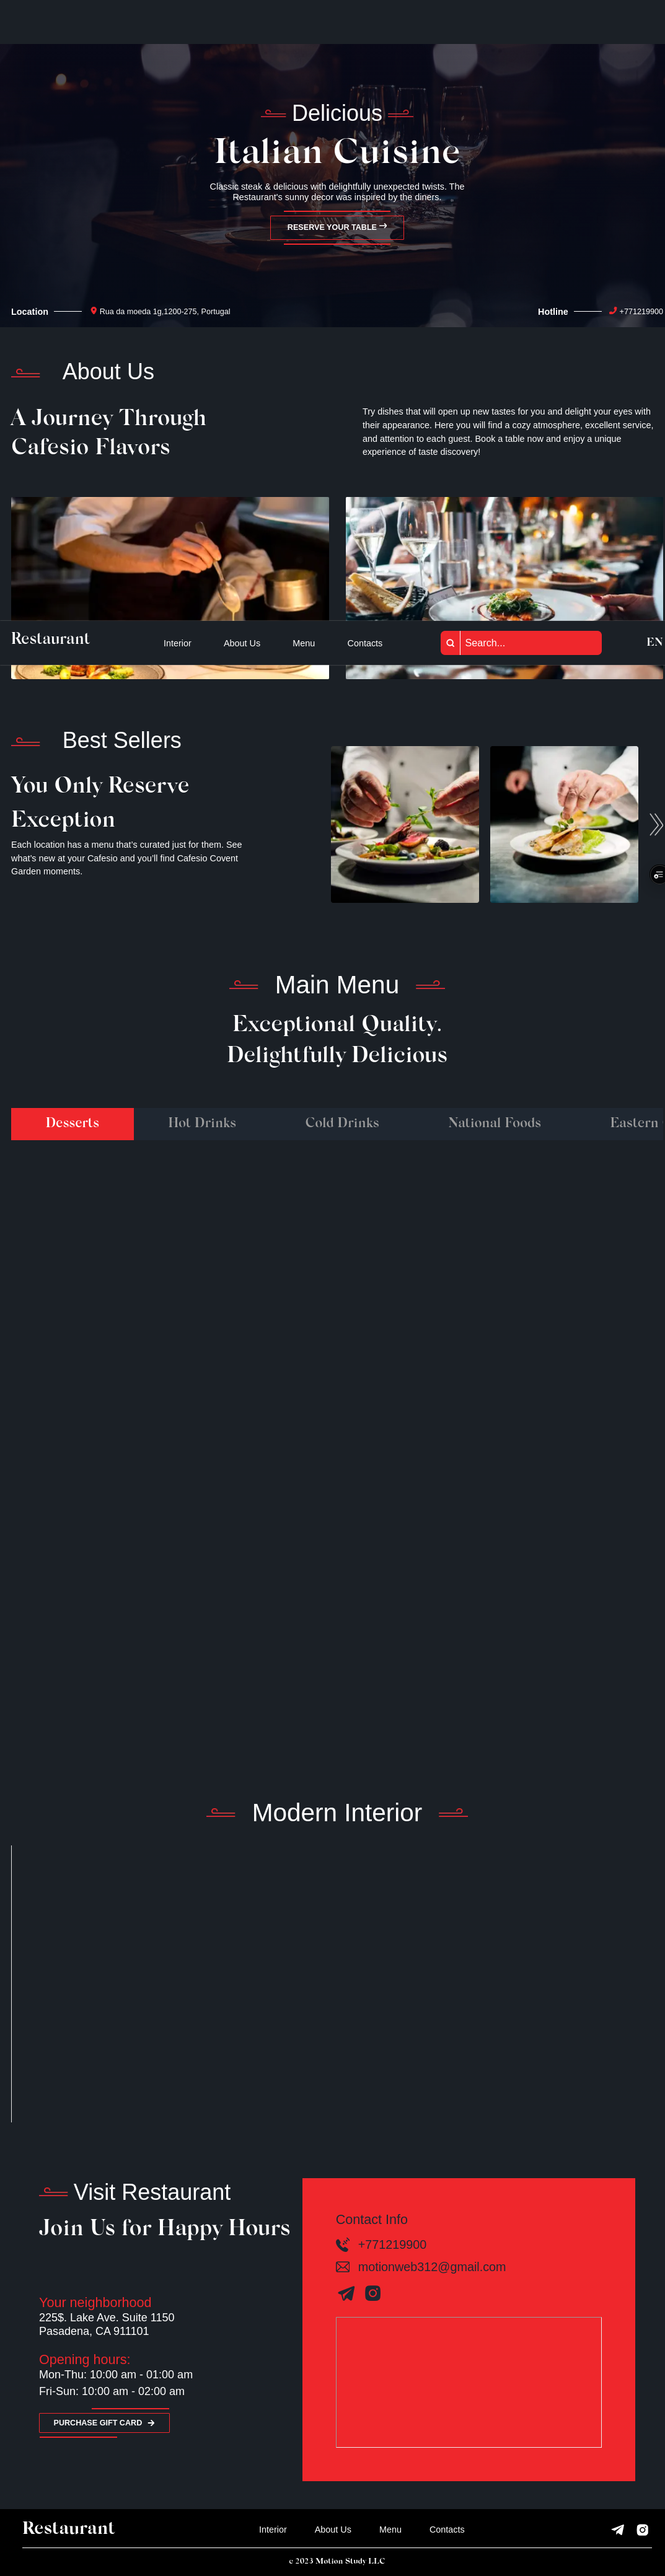 Delicious
Italian Cuisine
Classic steak & delicious with delightfully unexpected twists. The
Restaurant's sunny decor was inspired by the diners.
RESERVE YOUR TABLE
Location
Rua da moeda 1g,1200-275, Portugal
Hotline
+771219900
About Us
A Journey Through
Cafesio Flavors
Try dishes that will open up new tastes for you and delight your eyes with
their appearance. Here you will find a cozy atmosphere, excellent service,
and attention to each guest. Book a table now and enjoy a unique
experience of taste discovery!
Restaurant
Interior
About Us
Menu
Contacts
Search...
EN
Best Sellers
You Only Reserve
Exception
Each location has a menu that's curated just for them. See
what's new at your Cafesio and you'll find Cafesio Covent
Garden moments.
Main Menu
Exceptional Quality.
Delightfully Delicious
Desserts
Hot Drinks
Cold Drinks
National Foods
Eastern
Modern Interior
Visit Restaurant
Join Us for Happy Hours
Your neighborhood
225$. Lake Ave. Suite 1150
Pasadena, CA 911101
Opening hours:
Mon-Thu: 10:00 am - 01:00 am
Fri-Sun: 10:00 am - 02:00 am
PURCHASE GIFT CARD
Contact Info
+771219900
motionweb312@gmail.com
Restaurant
Interior
About Us
Menu
Contacts
c 2023 Motion Study LLC